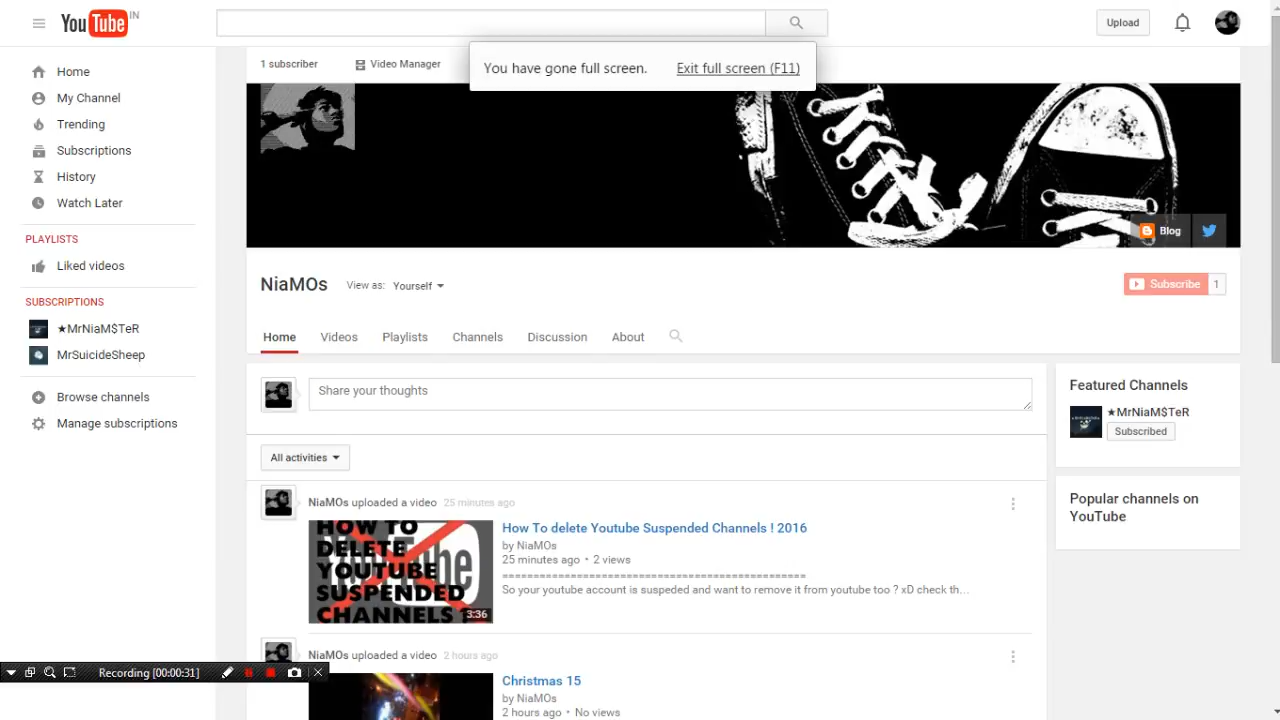 YouTube IN
Upload
You have gone full screen. Exit full screen (F11)
1 subscriber
Video Manager
Home
My Channel
Trending
Subscriptions
History
Watch Later
PLAYLISTS
Liked videos
SUBSCRIPTIONS
★MrNiaM$TeR
MrSuicideSheep
Browse channels
Manage subscriptions
Blog
NiaMOs
View as: Yourself
Subscribe 1
Home Videos Playlists Channels Discussion About
Share your thoughts
All activities
NiaMOs uploaded a video 25 minutes ago
HOW TO
DELETE
YOUTUBE
SUSPENDED
CHANNELS
3:36
How To delete Youtube Suspended Channels ! 2016
by NiaMOs
25 minutes ago • 2 views
================================================
So your youtube account is suspeded and want to remove it from youtube too ? xD check th...
NiaMOs uploaded a video 2 hours ago
Christmas 15
by NiaMOs
2 hours ago • No views
Featured Channels
★MrNiaM$TeR
Subscribed
Popular channels on
YouTube
Recording [00:00:31]